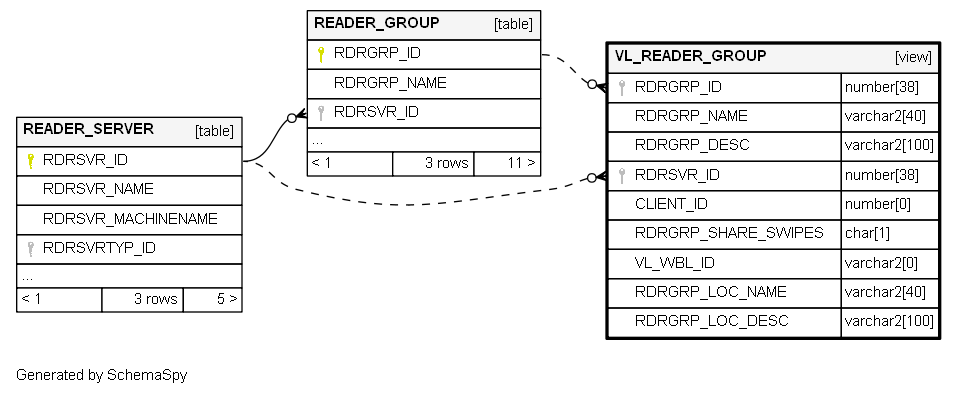 READER_GROUP [table]
RDRGRP_ID
RDRGRP_NAME
RDRSVR_ID
...
< 1 3 rows 11 >
VL_READER_GROUP [view]
RDRGRP_ID number[38]
RDRGRP_NAME varchar2[40]
RDRGRP_DESC varchar2[100]
RDRSVR_ID number[38]
CLIENT_ID number[0]
RDRGRP_SHARE_SWIPES char[1]
VL_WBL_ID varchar2[0]
RDRGRP_LOC_NAME varchar2[40]
RDRGRP_LOC_DESC varchar2[100]
READER_SERVER [table]
RDRSVR_ID
RDRSVR_NAME
RDRSVR_MACHINENAME
RDRSVRTYP_ID
...
< 1 3 rows 5 >
Generated by SchemaSpy